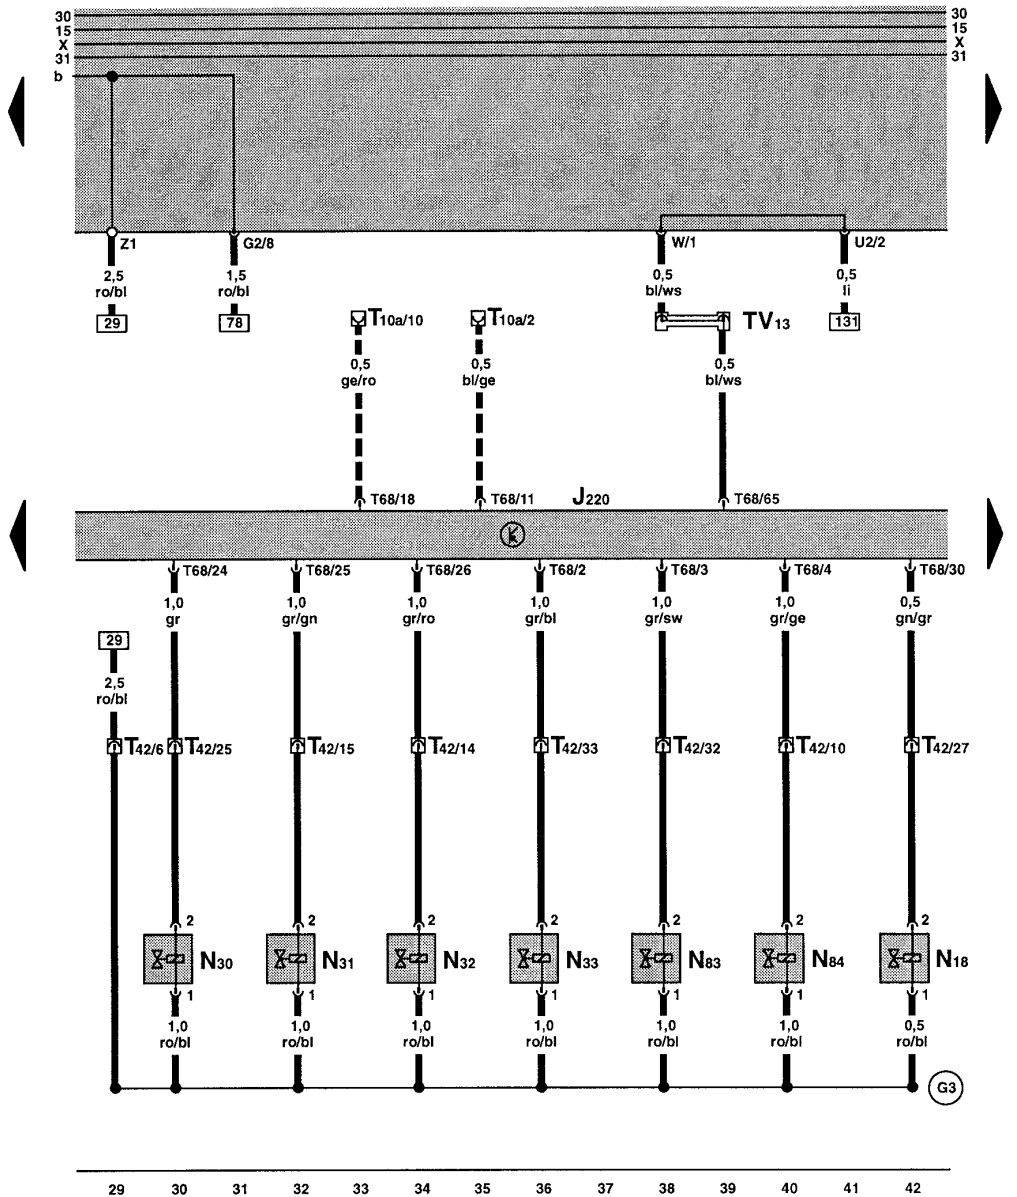 30 30
15 15
X X
31 31
b
Z1 G2/8 W/1 U2/2
2,5 1,5 0,5 0,5
ro/bl ro/bl bl/ws li
29 78 T10a/10 T10a/2 TV13 131
0,5 0,5 0,5
ge/ro bl/ge bl/ws
T68/18 T68/11 J220 T68/65
K
T68/24 T68/25 T68/26 T68/2 T68/3 T68/4 T68/30
1,0 1,0 1,0 1,0 1,0 1,0 0,5
gr gr/gn gr/ro gr/bl gr/sw gr/ge gn/gr
29
2,5
ro/bl
T42/6 T42/25 T42/15 T42/14 T42/33 T42/32 T42/10 T42/27
2 2 2 2 2 2 2
N30 N31 N32 N33 N83 N84 N18
1 1 1 1 1 1 1
1,0 1,0 1,0 1,0 1,0 1,0 0,5
ro/bl ro/bl ro/bl ro/bl ro/bl ro/bl ro/bl
G3
29 30 31 32 33 34 35 36 37 38 39 40 41 42